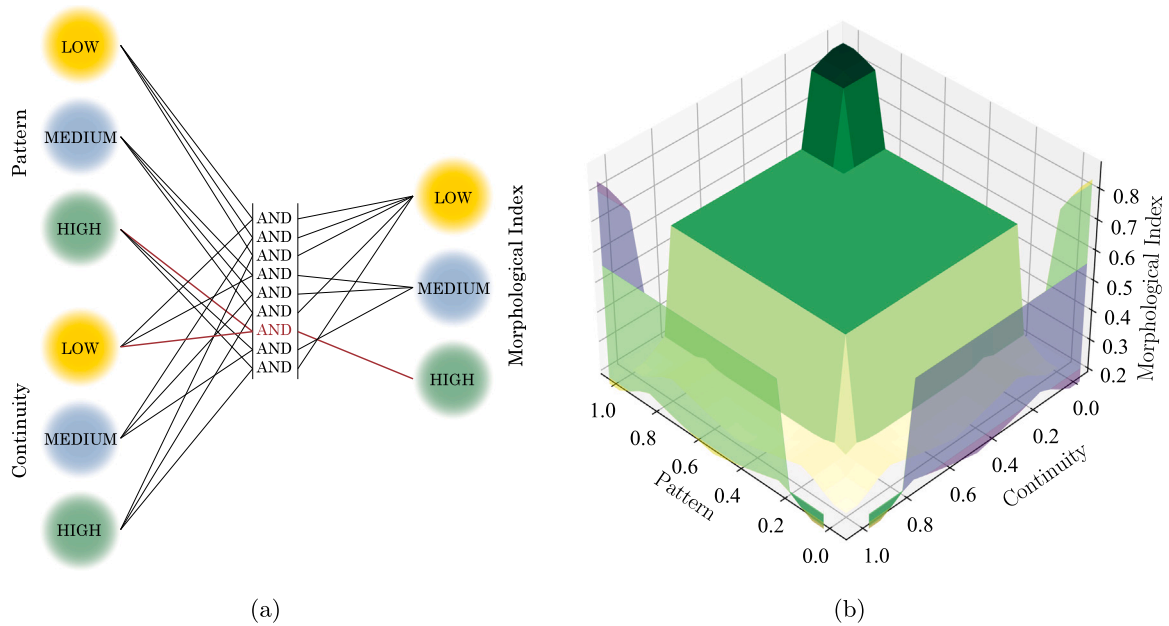 Pattern
LOW
MEDIUM
HIGH
Continuity
LOW
MEDIUM
HIGH
AND
AND
AND
AND
AND
AND
AND
AND
AND
LOW
MEDIUM
HIGH
Morphological Index
(a)
1.0
0.8
0.6
0.4
0.2
0.0
Pattern
1.0
0.8
0.6
0.4
0.2
0.0
Continuity
0.8
0.7
0.6
0.5
0.4
0.3
0.2
Morphological Index
(b)